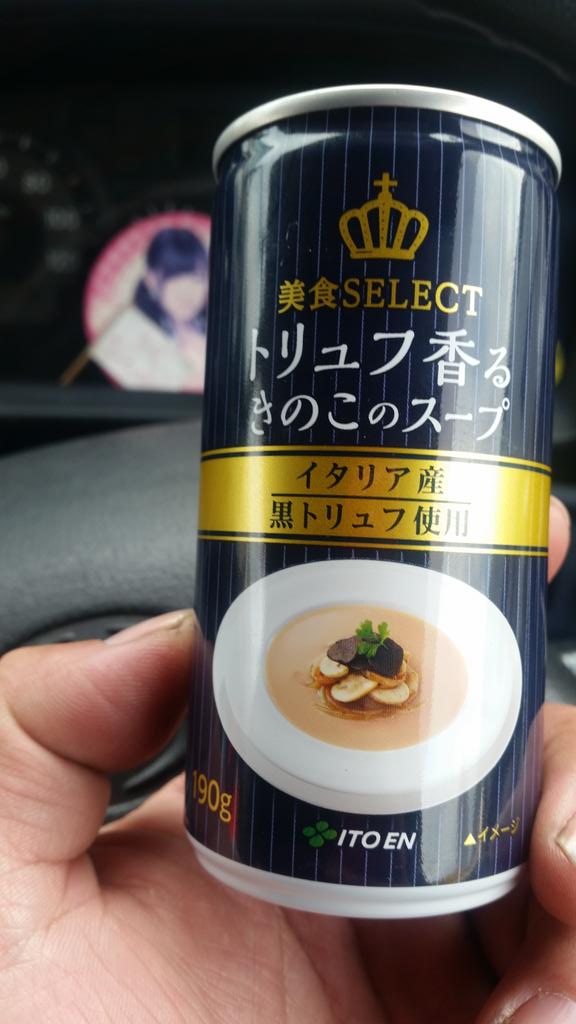 美食SELECT
トリュフ香る
きのこのスープ
イタリア産
黒トリュフ使用
190g
ITO EN
▲イメージ